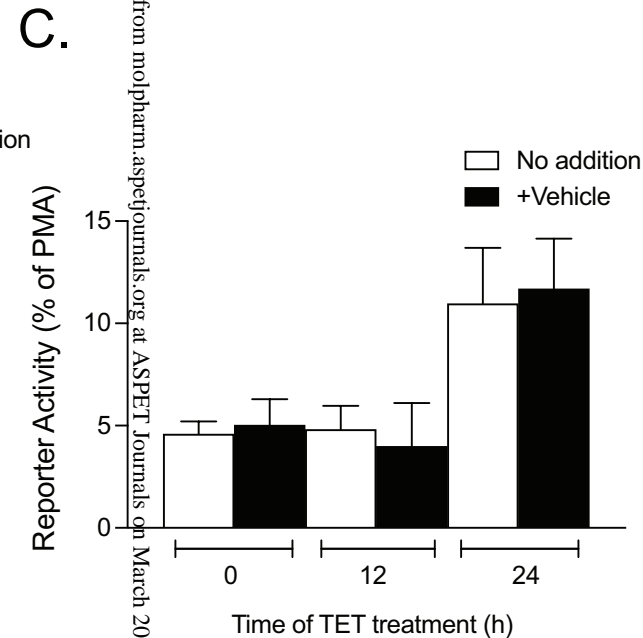 C.
from molpharm.aspetjournals.org at ASPET Journals on March 20
ion
No addition
+Vehicle
Reporter Activity (% of PMA)
15
10
5
0
0 12 24
Time of TET treatment (h)